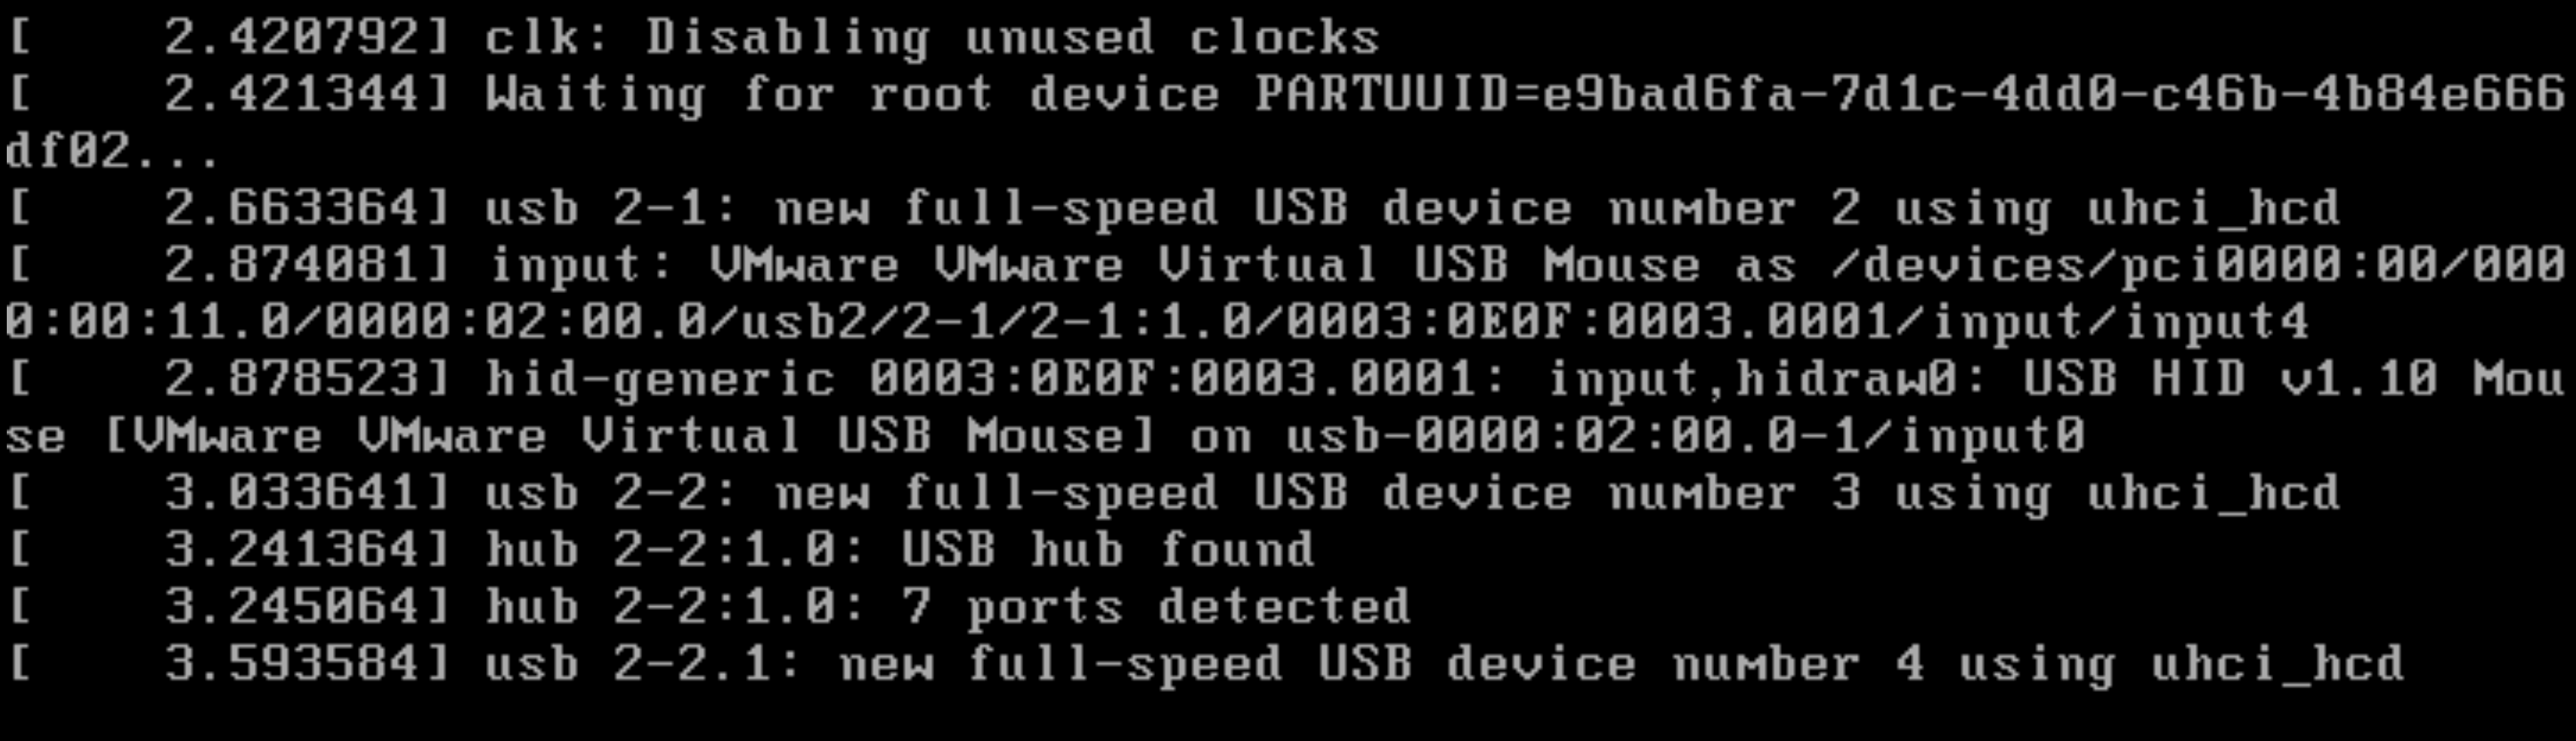 [    2.420792] clk: Disabling unused clocks
[    2.421344] Waiting for root device PARTUUID=e9bad6fa-7d1c-4dd0-c46b-4b84e666
df02...
[    2.663364] usb 2-1: new full-speed USB device number 2 using uhci_hcd
[    2.874081] input: VMware VMware Virtual USB Mouse as /devices/pci0000:00/000
0:00:11.0/0000:02:00.0/usb2/2-1/2-1:1.0/0003:0E0F:0003.0001/input/input4
[    2.878523] hid-generic 0003:0E0F:0003.0001: input,hidraw0: USB HID v1.10 Mou
se [VMware VMware Virtual USB Mouse] on usb-0000:02:00.0-1/input0
[    3.033641] usb 2-2: new full-speed USB device number 3 using uhci_hcd
[    3.241364] hub 2-2:1.0: USB hub found
[    3.245064] hub 2-2:1.0: 7 ports detected
[    3.593584] usb 2-2.1: new full-speed USB device number 4 using uhci_hcd